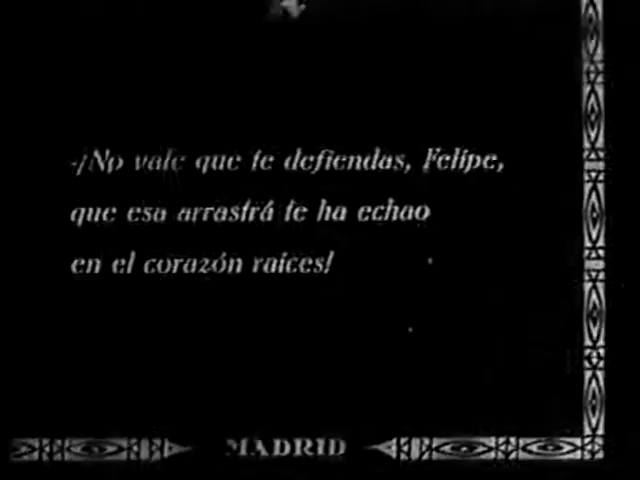 -¡No vale que te defiendas, Felipe,
que esa arrastrá te ha echao
en el corazón raíces!
MADRID